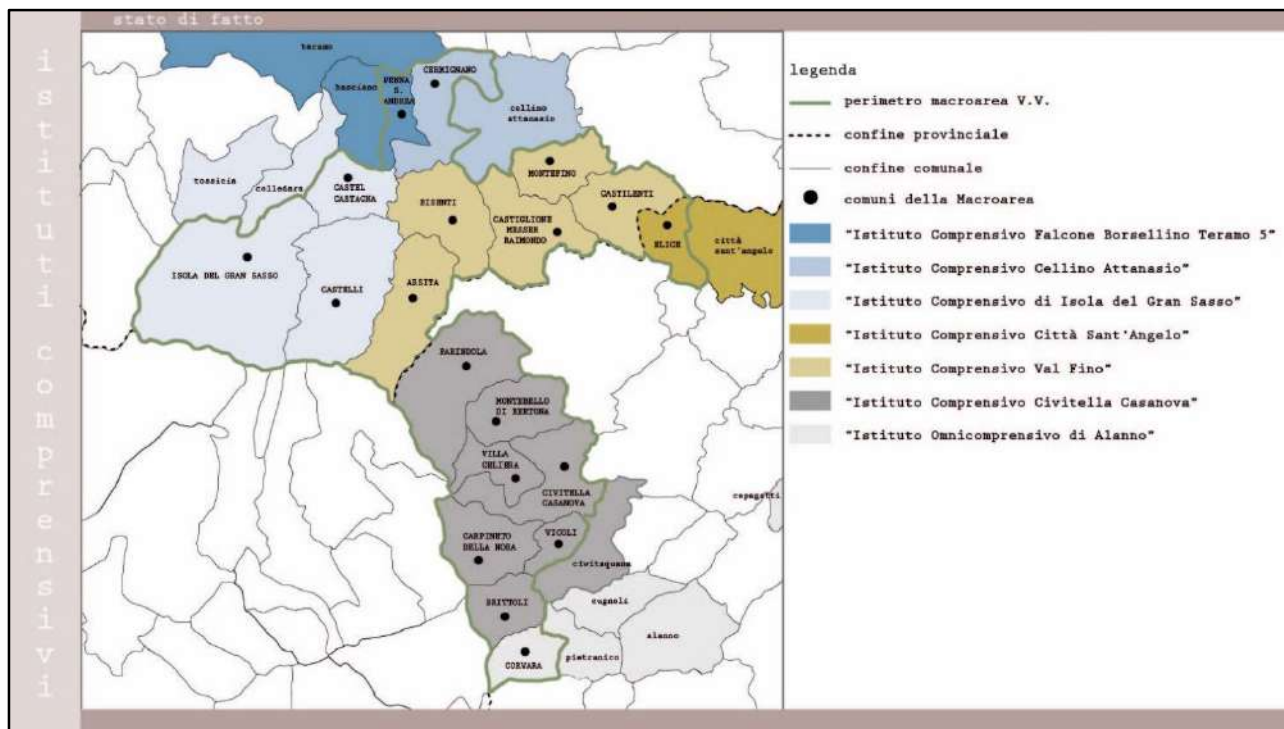 stato di fatto
istituti comprensivi
teramo
basciano
PENNA
S.
ANDREA
CERMIGNANO
cellino
attanasio
tossicia
colledara
CASTEL
CASTAGNA
BISENTI
MONTEFINO
CASTIGLIONE
MESSER
RAIMONDO
CASTILENTI
ELICE
città
sant'angelo
ISOLA DEL GRAN SASSO
CASTELLI
ARSITA
FARINDOLA
MONTEBELLO
DI BERTONA
VILLA
CELIERA
CIVITELLA
CASANOVA
CARPINETO
DELLA NORA
VICOLI
civitaquana
BRITTOLI
CORVARA
cugnoli
alanno
pietranico
cepagatti
legenda
perimetro macroarea V.V.
confine provinciale
confine comunale
comuni della Macroarea
"Istituto Comprensivo Falcone Borsellino Teramo 5"
"Istituto Comprensivo Cellino Attanasio"
"Istituto Comprensivo di Isola del Gran Sasso"
"Istituto Comprensivo Città Sant'Angelo"
"Istituto Comprensivo Val Fino"
"Istituto Comprensivo Civitella Casanova"
"Istituto Omnicomprensivo di Alanno"